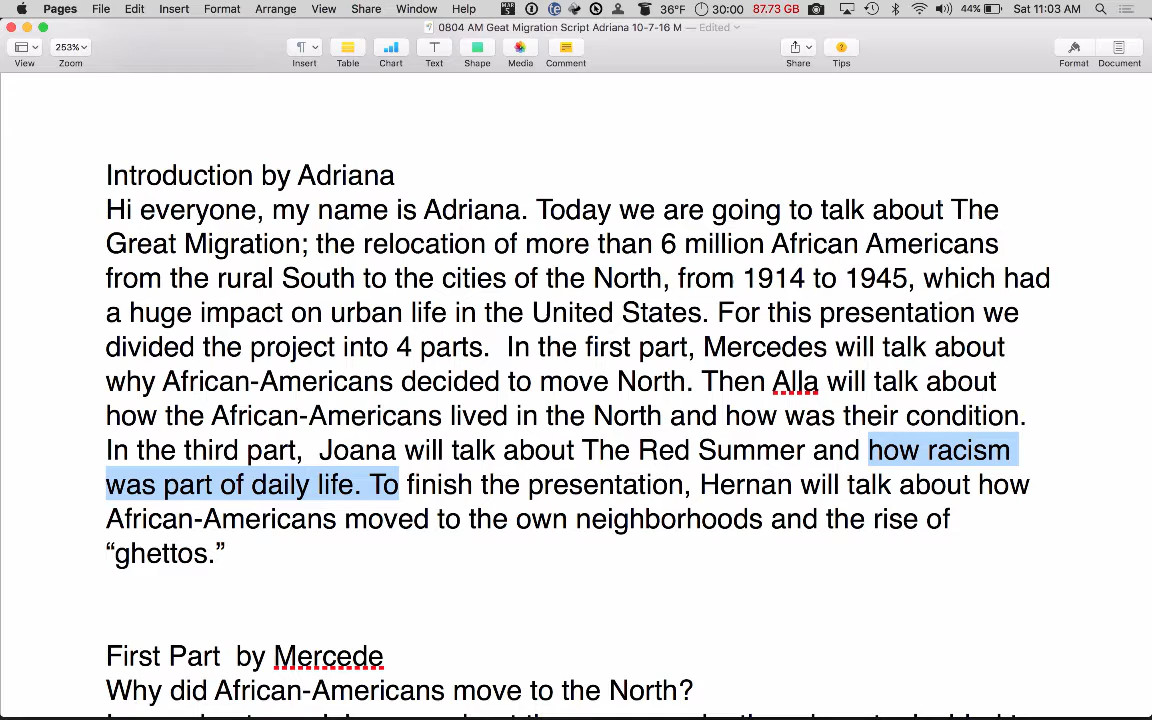 Pages File Edit Insert Format Arrange View Share Window Help 36°F 30:00 87.73 GB 44% Sat 11:03 AM
0804 AM Geat Migration Script Adriana 10-7-16 M — Edited
253%
View Zoom Insert Table Chart Text Shape Media Comment Share Tips Format Document
Introduction by Adriana
Hi everyone, my name is Adriana. Today we are going to talk about The
Great Migration; the relocation of more than 6 million African Americans
from the rural South to the cities of the North, from 1914 to 1945, which had
a huge impact on urban life in the United States. For this presentation we
divided the project into 4 parts.  In the first part, Mercedes will talk about
why African-Americans decided to move North. Then Alla will talk about
how the African-Americans lived in the North and how was their condition.
In the third part,  Joana will talk about The Red Summer and how racism
was part of daily life. To finish the presentation, Hernan will talk about how
African-Americans moved to the own neighborhoods and the rise of
“ghettos.”
First Part  by Mercede
Why did African-Americans move to the North?